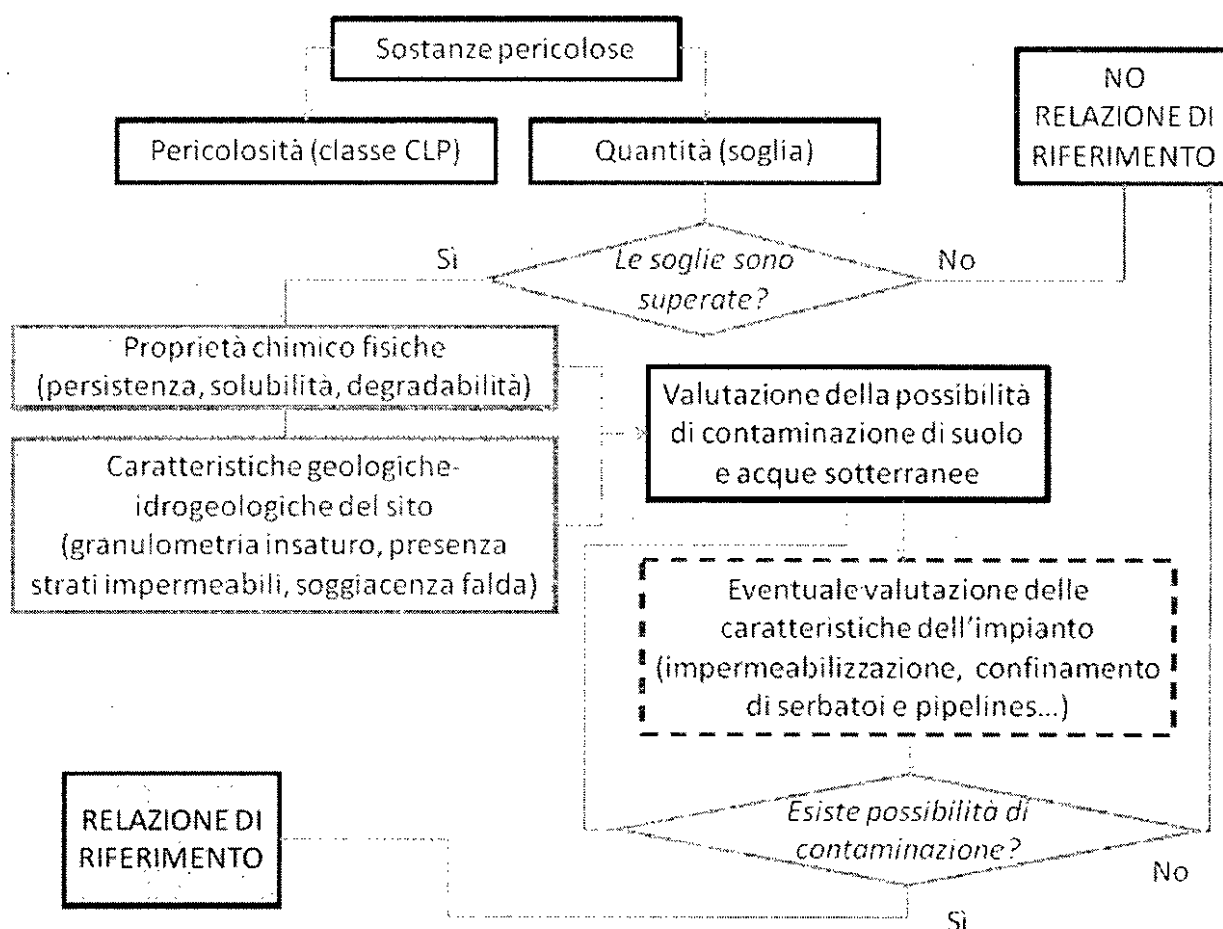 Sostanze pericolose
NO
RELAZIONE DI
RIFERIMENTO
Pericolosità (classe CLP)
Quantità (soglia)
Sì
Le soglie sono
superate?
No
Proprietà chimico fisiche
(persistenza, solubilità, degradabilità)
Valutazione della possibilità
di contaminazione di suolo
e acque sotterranee
Caratteristiche geologiche-
idrogeologiche del sito
(granulometria insaturo, presenza
strati impermeabili, soggiacenza falda)
Eventuale valutazione delle
caratteristiche dell'impianto
(impermeabilizzazione, confinamento
di serbatoi e pipelines...)
RELAZIONE DI
RIFERIMENTO
Esiste possibilità di
contaminazione?
No
Sì